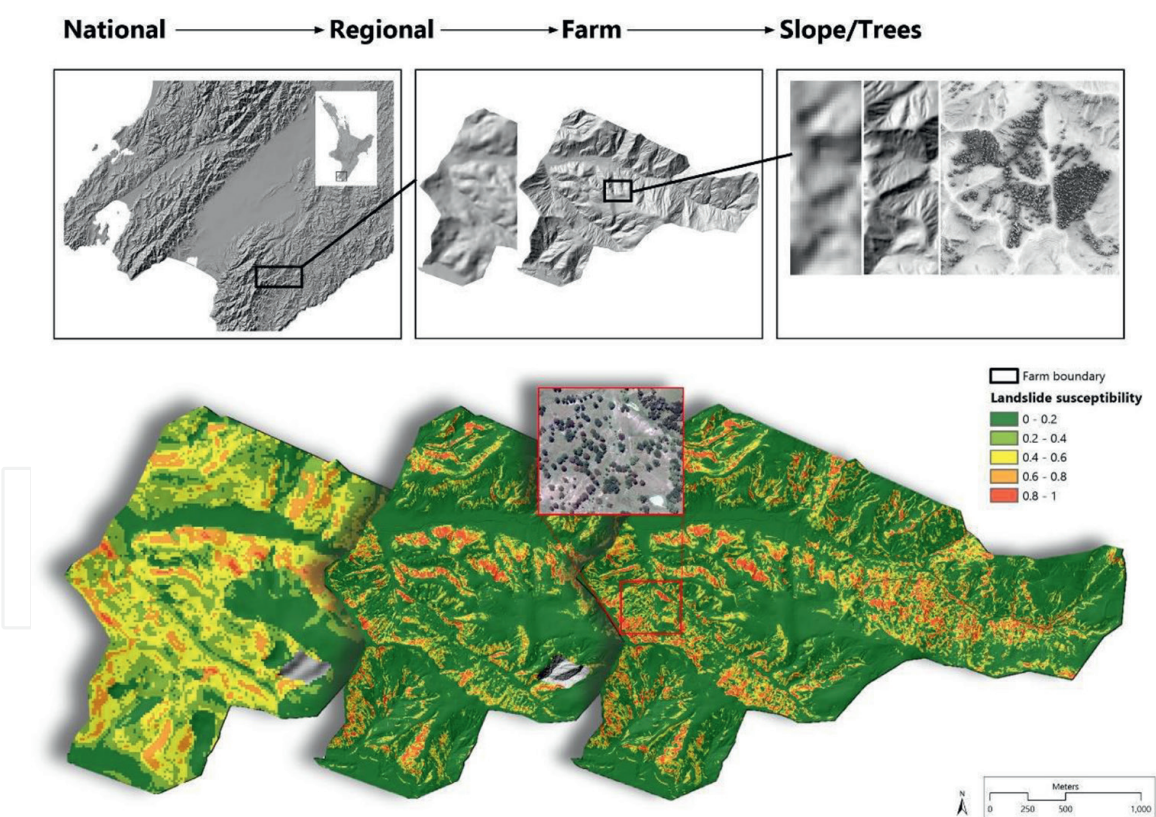 National Regional Farm Slope/Trees
Farm boundary
Landslide susceptibility
0 - 0.2
0.2 - 0.4
0.4 - 0.6
0.6 - 0.8
0.8 - 1
N
Meters
0 250 500 1,000